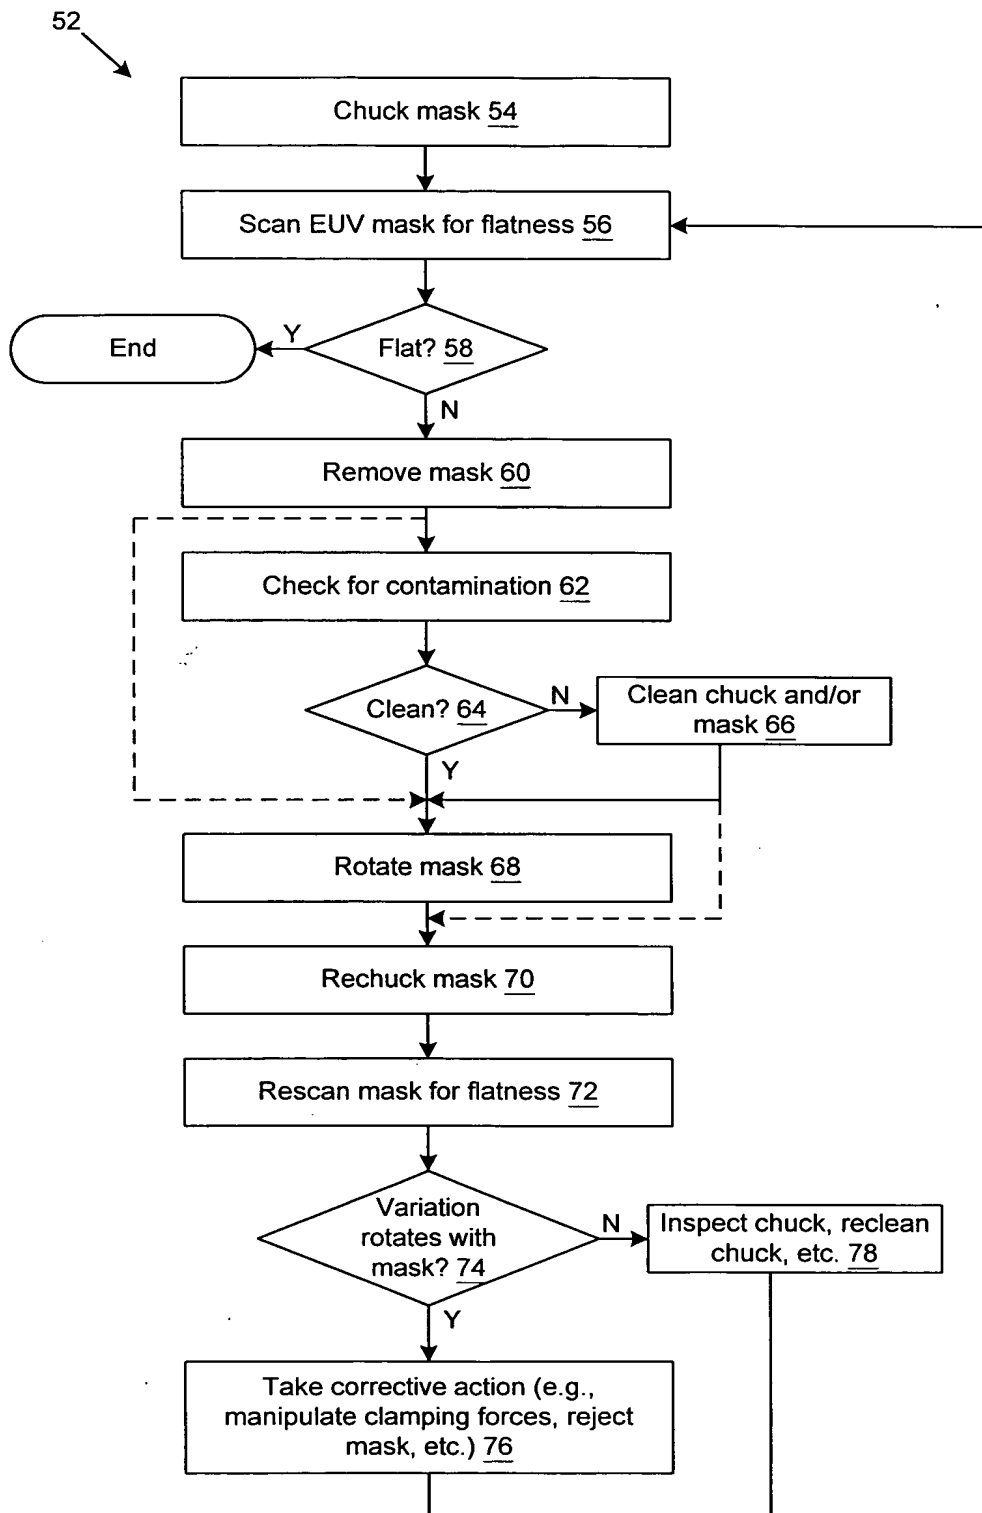 52
Chuck mask 54
Scan EUV mask for flatness 56
Flat? 58
Y
End
N
Remove mask 60
Check for contamination 62
Clean? 64
N
Clean chuck and/or
mask 66
Y
Rotate mask 68
Rechuck mask 70
Rescan mask for flatness 72
Variation
rotates with
mask? 74
N
Inspect chuck, reclean
chuck, etc. 78
Y
Take corrective action (e.g.,
manipulate clamping forces, reject
mask, etc.) 76